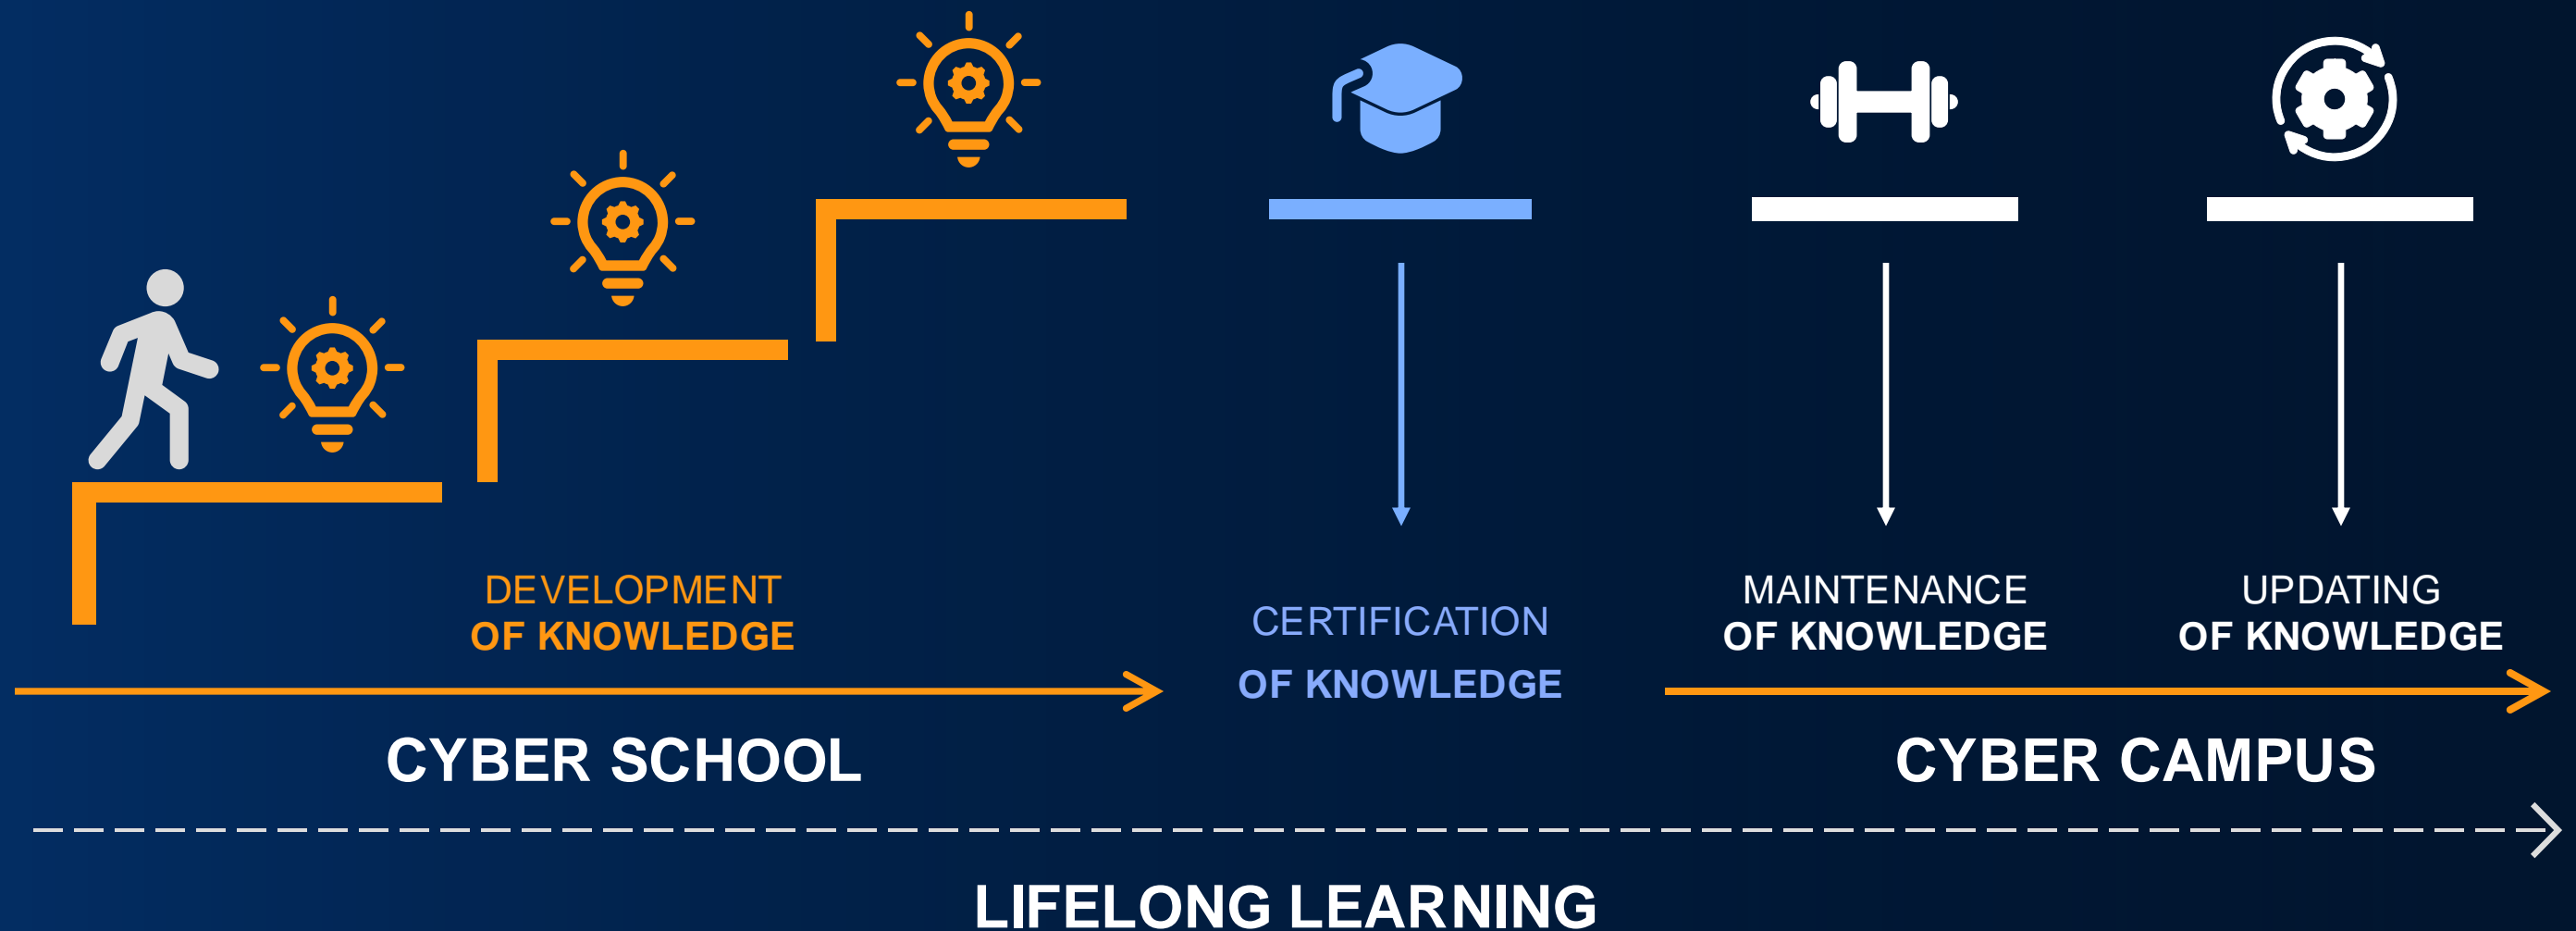 DEVELOPMENT
OF KNOWLEDGE
CERTIFICATION
OF KNOWLEDGE
MAINTENANCE
OF KNOWLEDGE
UPDATING
OF KNOWLEDGE
CYBER SCHOOL
CYBER CAMPUS
LIFELONG LEARNING